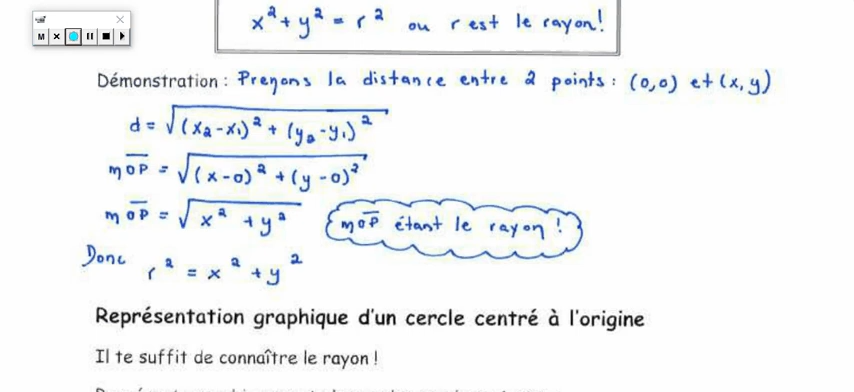 x² + y² = r² ou r est le rayon!
M ×
Démonstration : Prenons la distance entre 2 points : (0,0) et (x,y)
d = √(x₂-x₁)² + (y₂-y₁)²
m OP = √(x-0)² + (y-0)²
m OP = √x² + y²
m OP étant le rayon !
Donc r² = x² + y²
Représentation graphique d'un cercle centré à l'origine
Il te suffit de connaître le rayon !